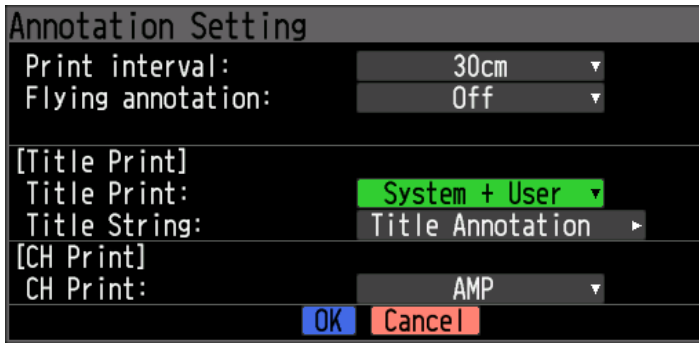 Annotation Setting
Print interval: 30cm
Flying annotation: Off
[Title Print]
Title Print: System + User
Title String: Title Annotation
[CH Print]
CH Print: AMP
OK Cancel